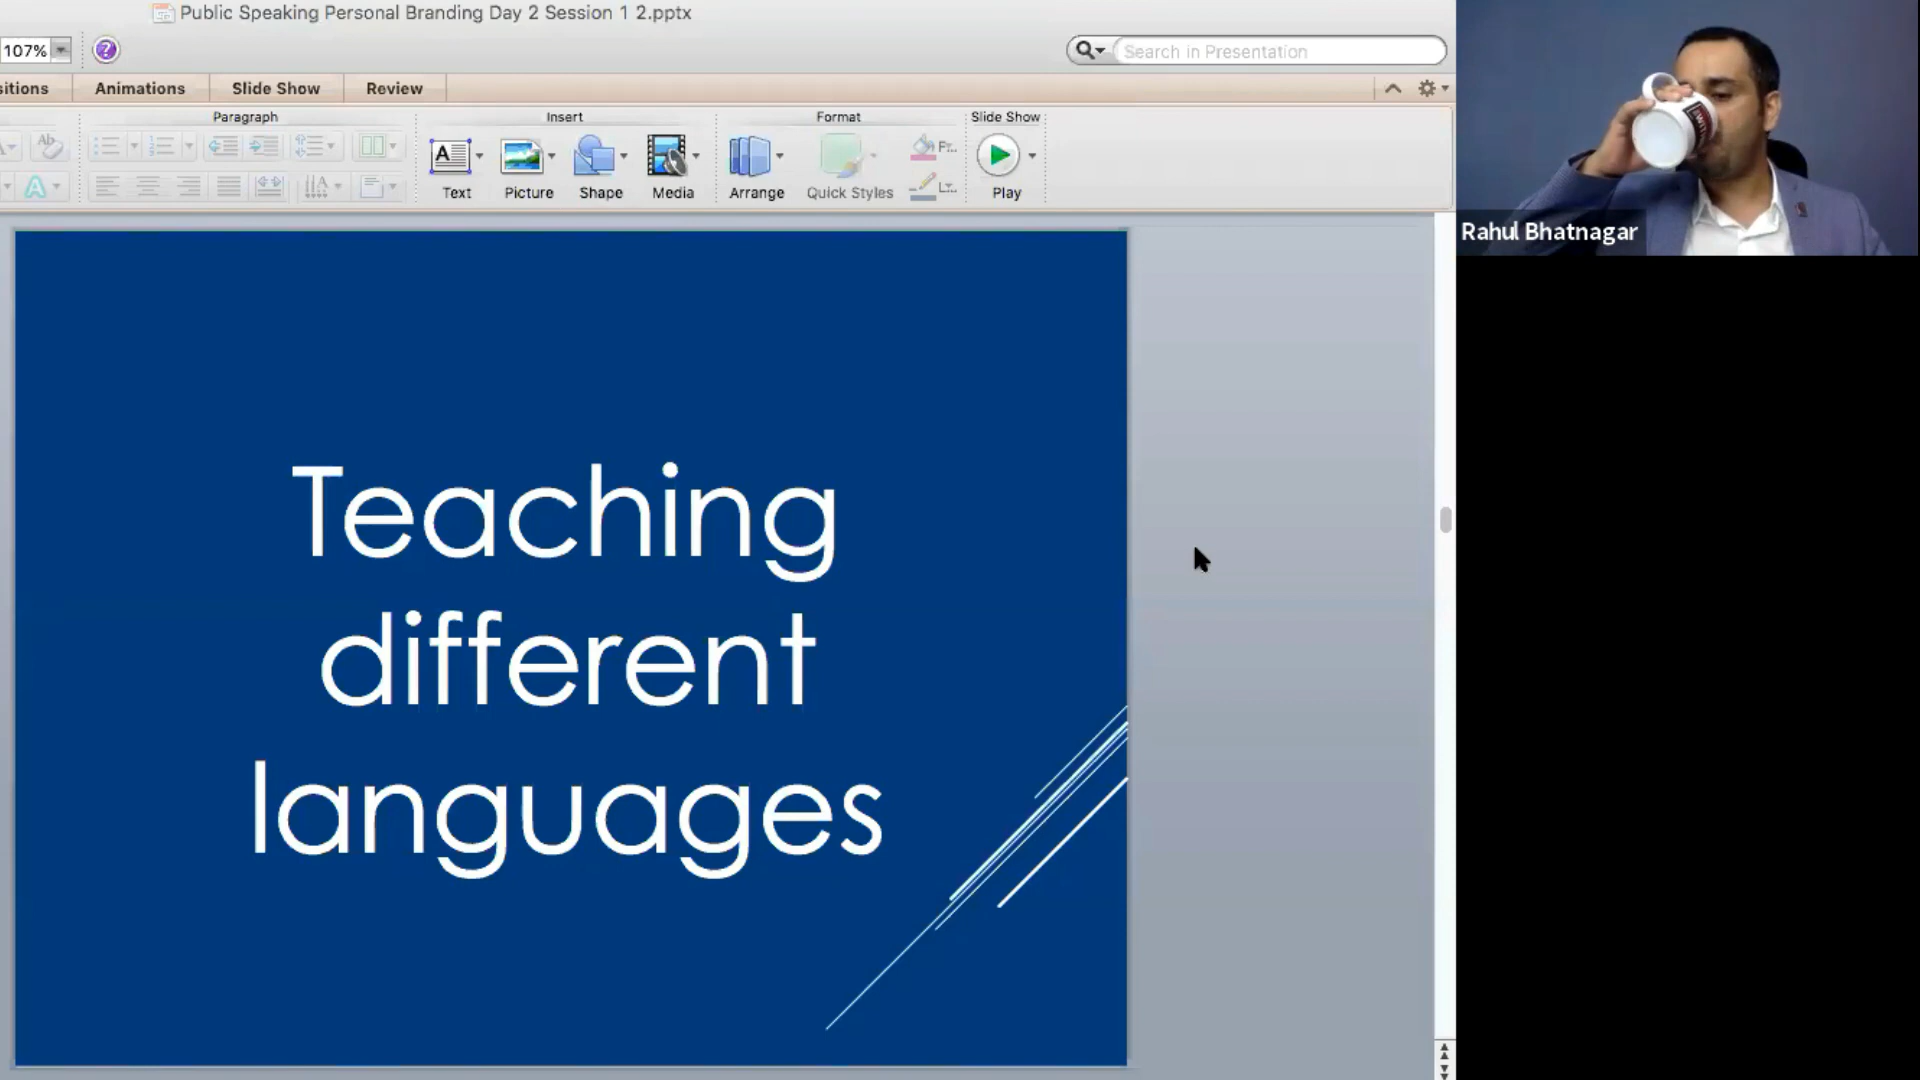 Public Speaking Personal Branding Day 2 Session 1 2.pptx
107%
?
Search in Presentation
sitions
Animations
Slide Show
Review
Paragraph
Insert
Format
Slide Show
Text
Picture
Shape
Media
Arrange
Quick Styles
Play
Rahul Bhatnagar
Teaching
different
languages